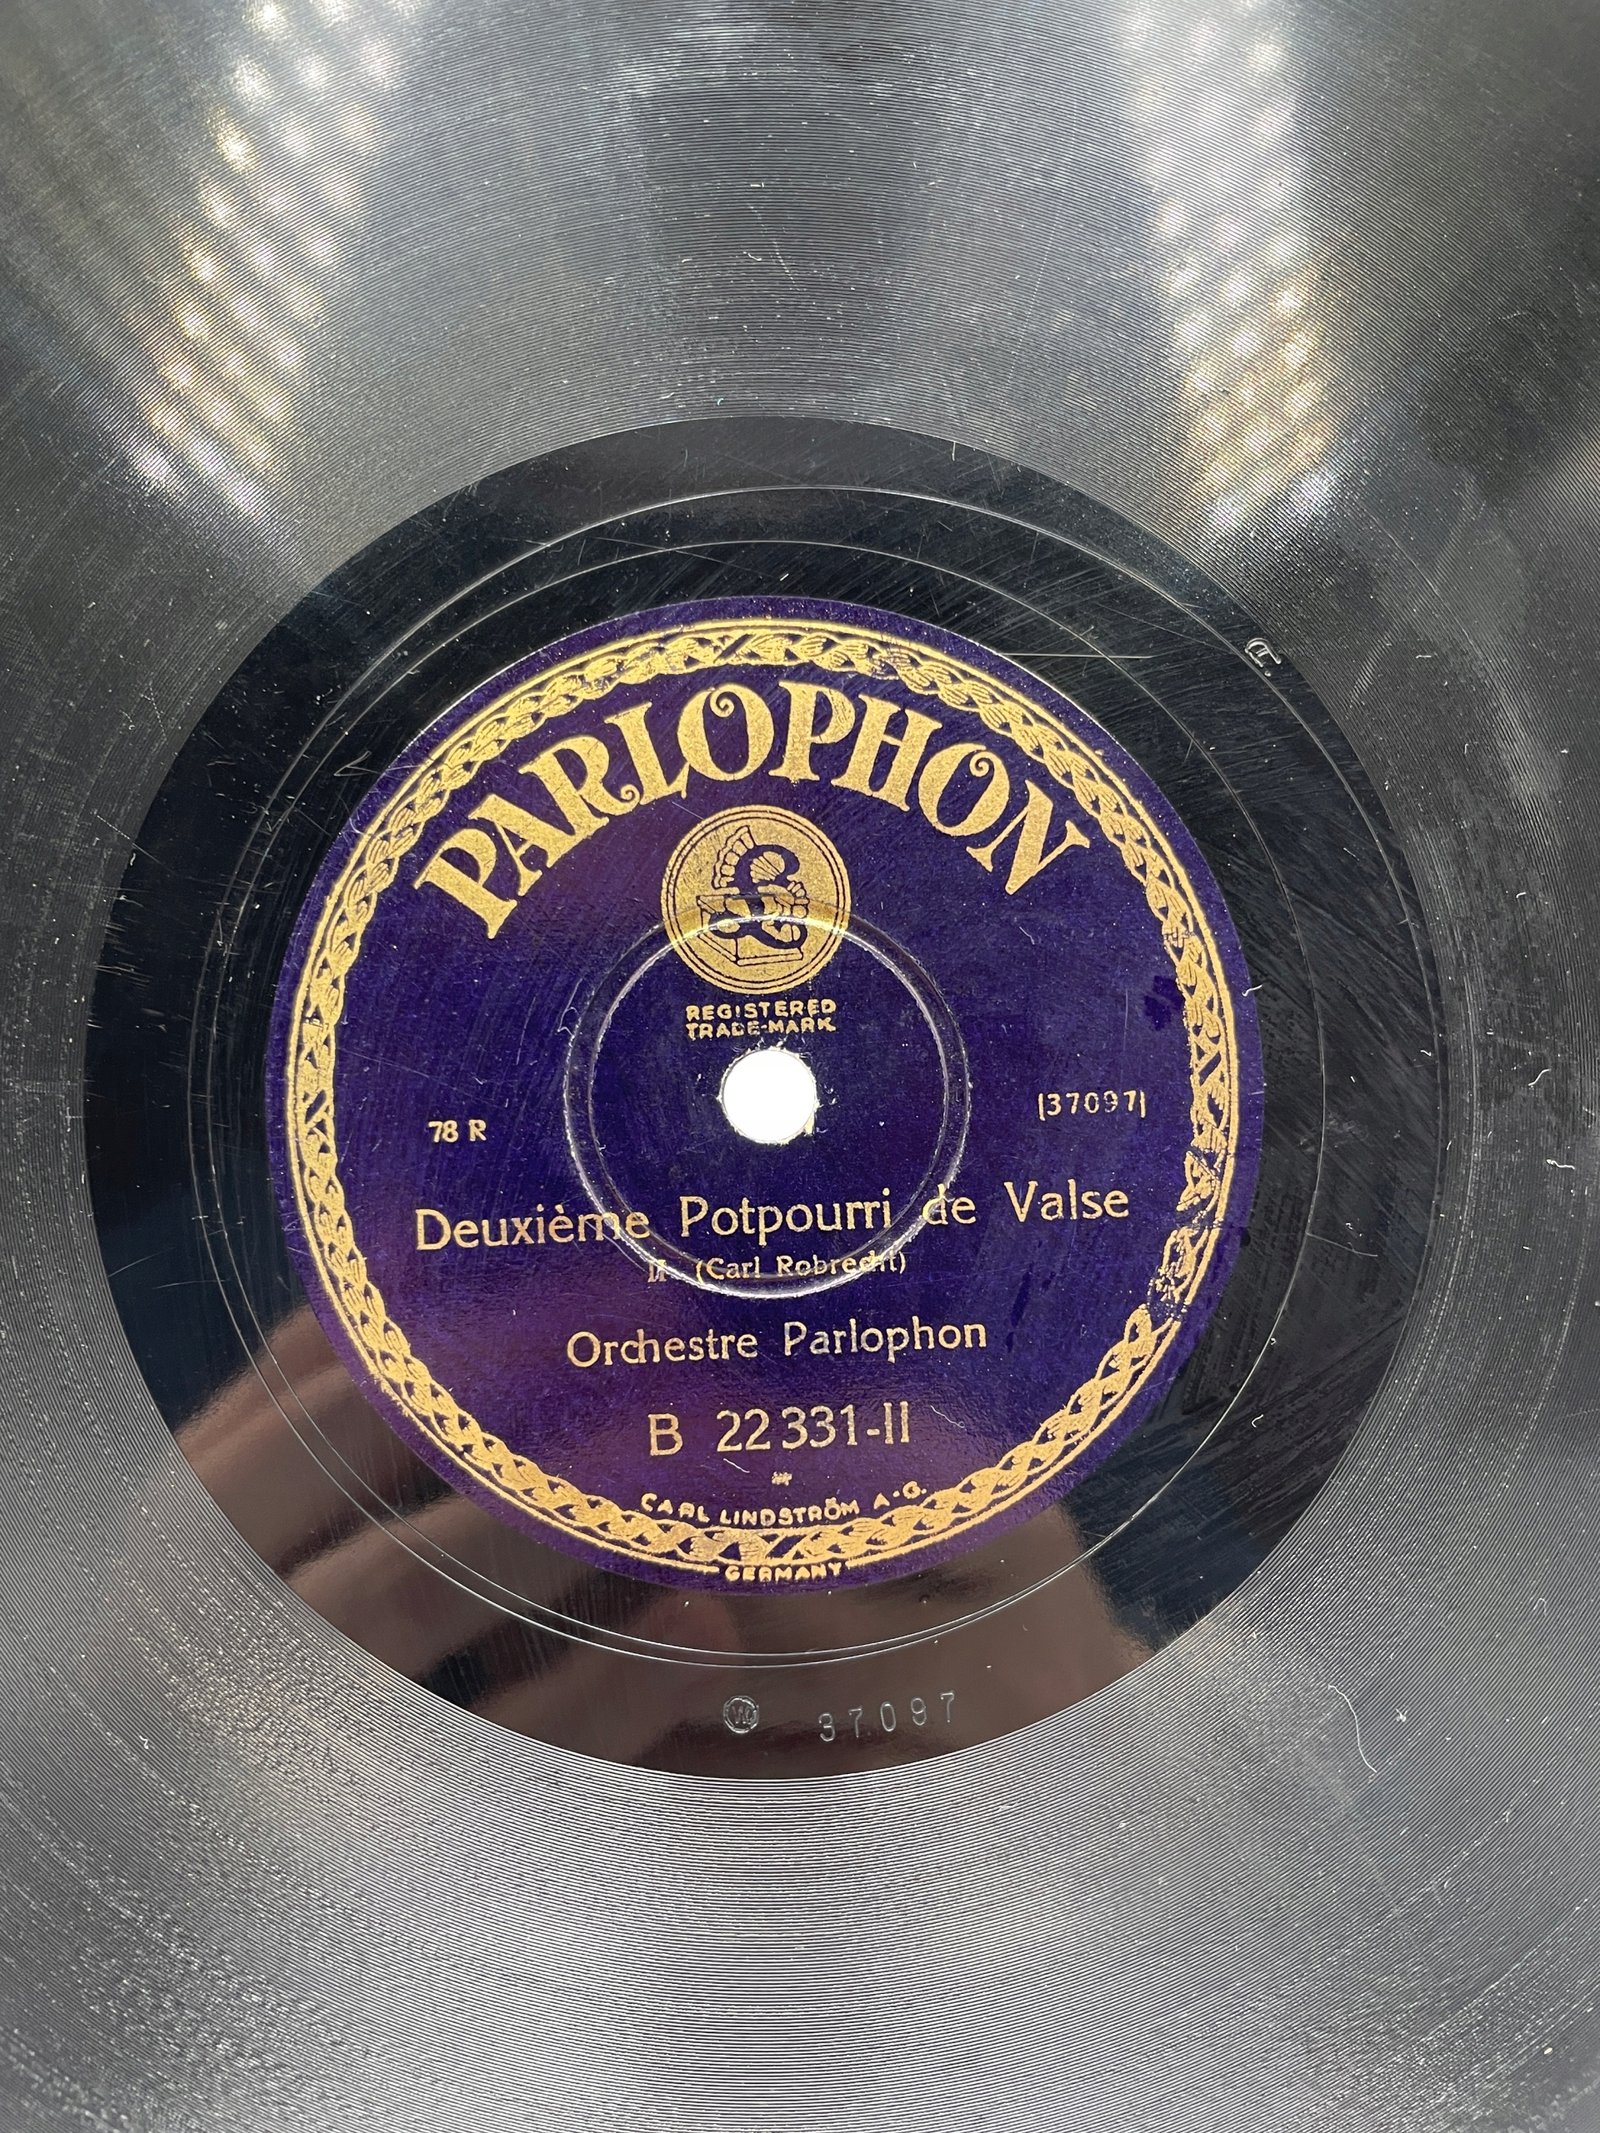 PARLOPHON
REGISTERED
TRADE-MARK
78 R
(37097)
Deuxième Potpourri de Valse
II (Carl Robrecht)
Orchestre Parlophon
B 22331-II
CARL LINDSTRÖM A.G.
GERMANY
W 37097